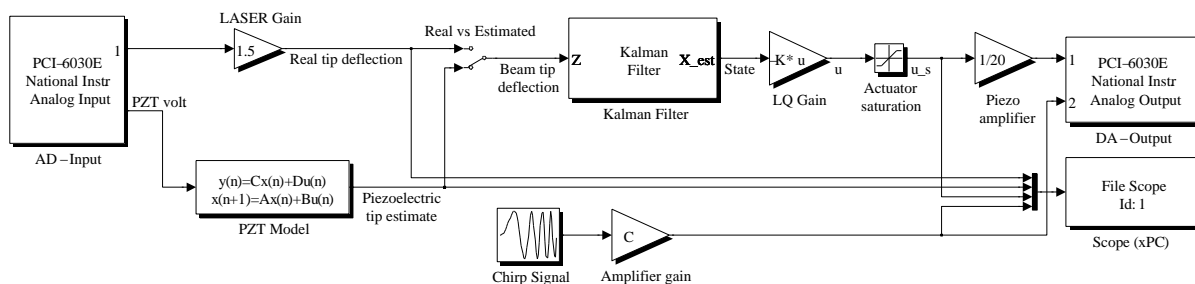 LASER Gain
PCI-6030E
National Instr
Analog Input
1
PZT volt
AD-Input
1.5
Real tip deflection
Real vs Estimated
Beam tip
deflection
Z
Kalman
Filter
X_est
Kalman Filter
State
-K* u
LQ Gain
u
Actuator
saturation
u_s
1/20
Piezo
amplifier
1
2
PCI-6030E
National Instr
Analog Output
DA-Output
y(n)=Cx(n)+Du(n)
x(n+1)=Ax(n)+Bu(n)
PZT Model
Piezoelectric
tip estimate
Chirp Signal
C
Amplifier gain
File Scope
Id: 1
Scope (xPC)